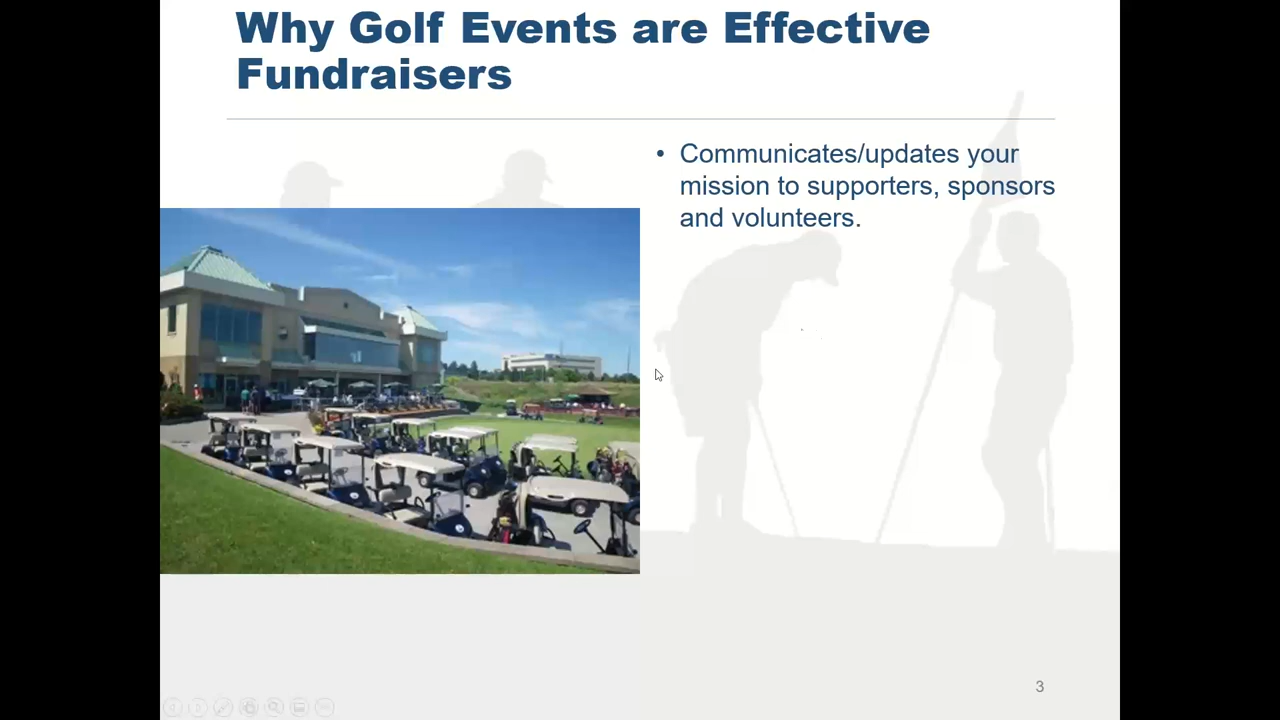 Why Golf Events are Effective
Fundraisers
• Communicates/updates your
mission to supporters, sponsors
and volunteers.
3